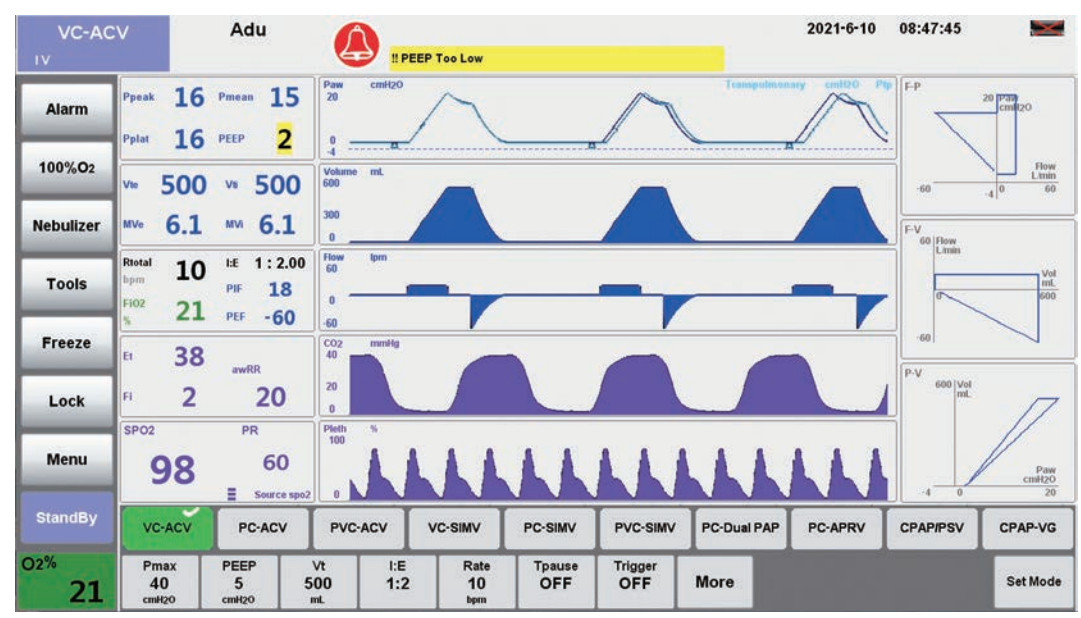 VC-ACV
IV
Adu
!! PEEP Too Low
2021-6-10 08:47:45
Alarm
100%O2
Nebulizer
Tools
Freeze
Lock
Menu
StandBy
O2%
21
Ppeak 16 Pmean 15
Pplat 16 PEEP 2
Vte 500 Vti 500
MVe 6.1 MVi 6.1
Rtotal bpm 10 I:E 1 : 2.00
PIF 18
FiO2 % 21 PEF -60
Et 38
awRR
Fi 2 20
SPO2 PR
98 60
Source spo2
Paw cmH2O Transpulmonary cmH2O Ptp
20
0
-4
Volume mL
600
300
0
Flow lpm
60
0
-60
CO2 mmHg
40
20
0
Pleth %
100
0
F-P
20 Paw
cmH2O
Flow
L/min
-60 -4 0 60
F-V
60 Flow
L/min
Vol
mL
0 600
-60
P-V
600 Vol
mL
Paw
cmH2O
-4 0 20
VC-ACV PC-ACV PVC-ACV VC-SIMV PC-SIMV PVC-SIMV PC-Dual PAP PC-APRV CPAP/PSV CPAP-VG
Pmax PEEP Vt I:E Rate Tpause Trigger
40 5 500 1:2 10 OFF OFF More Set Mode
cmH2O cmH2O mL bpm